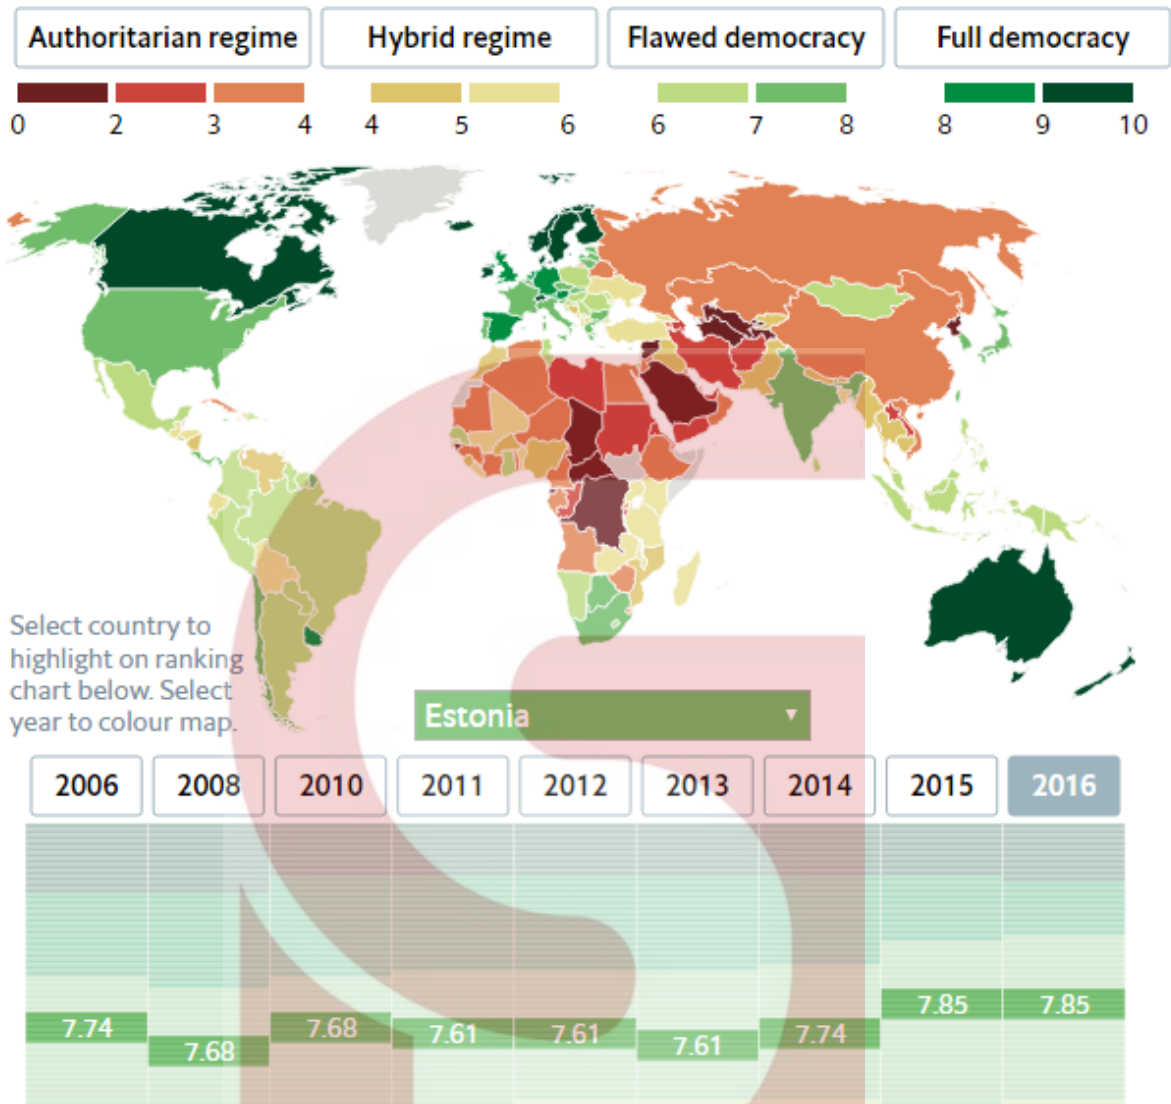 Authoritarian regime Hybrid regime Flawed democracy Full democracy
0 2 3 4 4 5 6 6 7 8 8 9 10
Select country to
highlight on ranking
chart below. Select
year to colour map.
Estonia
2006 2008 2010 2011 2012 2013 2014 2015 2016
7.74 7.68 7.68 7.61 7.61 7.61 7.74 7.85 7.85